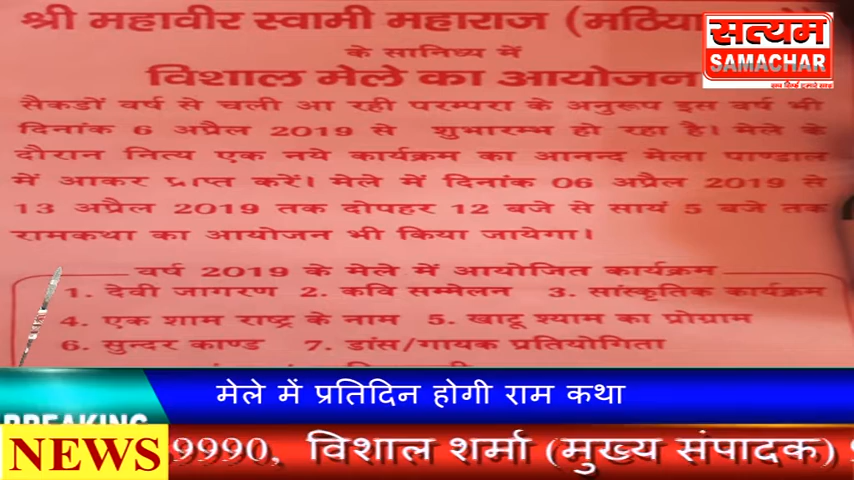 श्री महावीर स्वामी महाराज
सत्यम
SAMACHAR
के सानिध्य में
विशाल मेले का आयोजन
सैकडों वर्ष से चली आ रही परम्परा के अनुरूप इस वर्ष भी
दिनांक 6 अप्रैल 2019 से शुभारम्भ हो रहा है। मेले के
दौरान नित्य एक नये कार्यक्रम का आनन्द मेला पाण्डाल
में आकर प्राप्त करें। मेले में दिनांक 06 अप्रैल 2019 से
13 अप्रैल 2019 तक दोपहर 12 बजे से सायं 5 बजे तक
रामकथा का आयोजन भी किया जायेगा।
वर्ष 2019 के मेले में आयोजित कार्यक्रम
1. देवी जागरण 2. कवि सम्मेलन 3. सांस्कृतिक कार्यक्रम
4. एक शाम राष्ट्र के नाम 5. खाटू श्याम का प्रोग्राम
6. सुन्दर काण्ड 7. डांस/गायक प्रतियोगिता
मेले में प्रतिदिन होगी राम कथा
BREAKING
NEWS
9990, विशाल शर्मा (मुख्य संपादक) 9